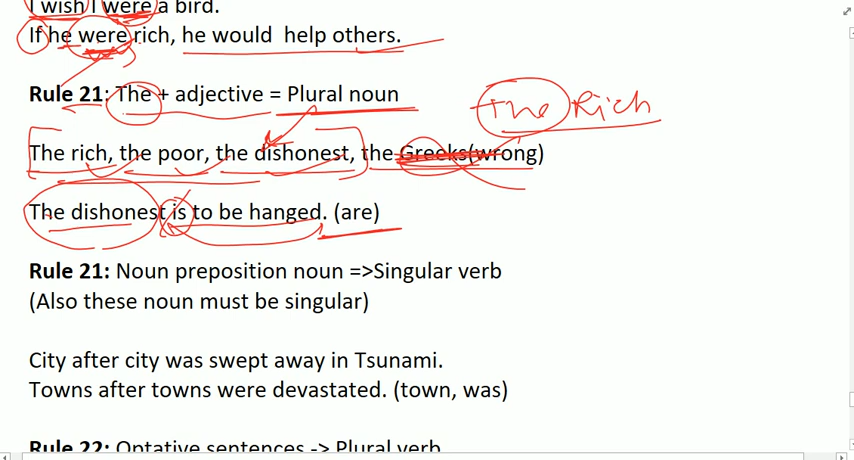 I wish I were a bird.
If he were rich, he would help others.
Rule 21: The + adjective = Plural noun
The Rich
The rich, the poor, the dishonest, the Greeks(wrong)
The dishonest is to be hanged. (are)
Rule 21: Noun preposition noun =>Singular verb
(Also these noun must be singular)
City after city was swept away in Tsunami.
Towns after towns were devastated. (town, was)
Rule 22: Optative sentences -> Plural verb